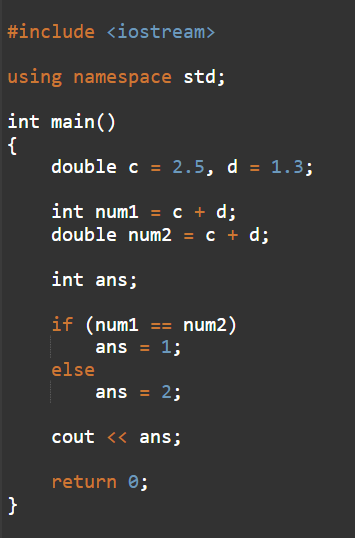 #include <iostream>
using namespace std;
int main()
{
    double c = 2.5, d = 1.3;
    int num1 = c + d;
    double num2 = c + d;
    int ans;
    if (num1 == num2)
        ans = 1;
    else
        ans = 2;
    cout << ans;
    return 0;
}